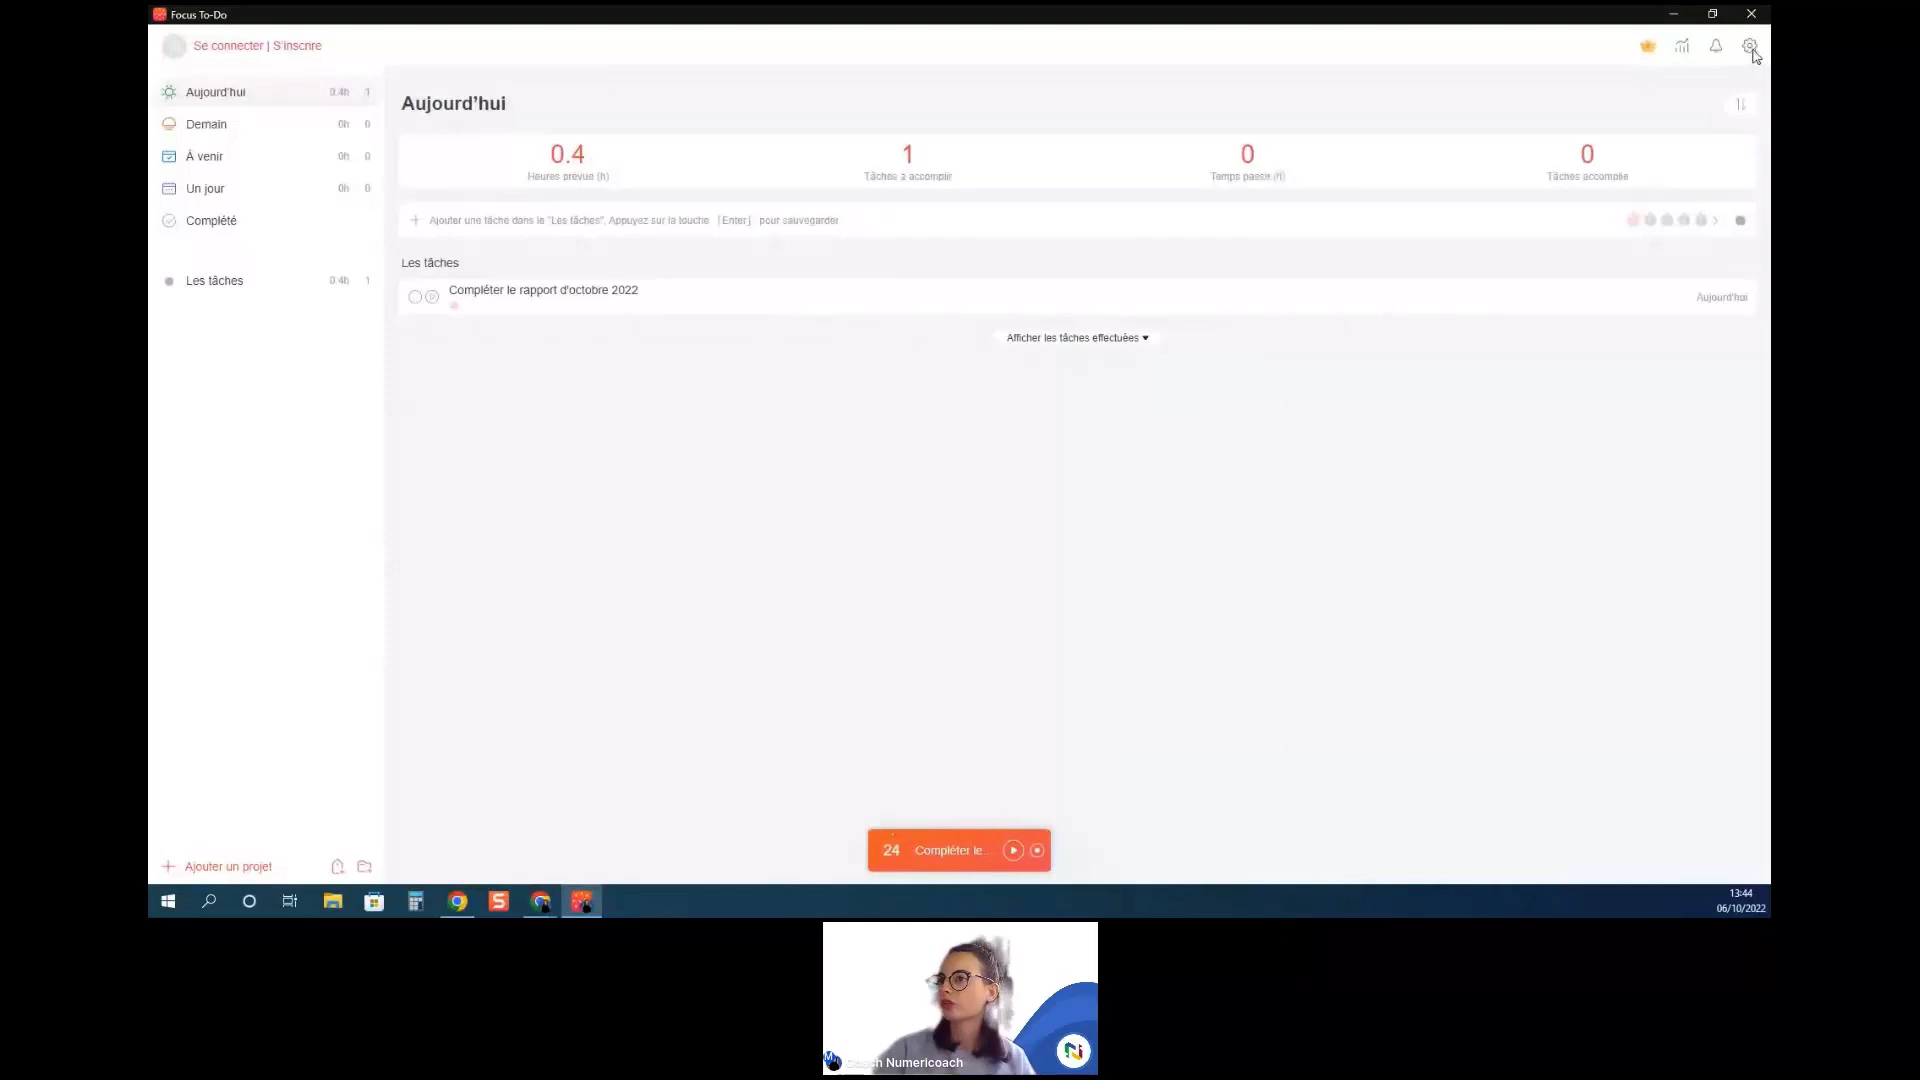 Focus To-Do
Se connecter | S'inscrire
Aujourd'hui 0.4h 1
Demain 0h 0
À venir 0h 0
Un jour 0h 0
Complété
Les tâches 0.4h 1
Aujourd'hui
0.4 1 0 0
Heures prévue (h) Tâches à accomplir Temps passé (h) Tâches accomplie
Ajouter une tâche dans le "Les tâches", Appuyez sur la touche [Enter] pour sauvegarder
Les tâches
Compléter le rapport d'octobre 2022
Aujourd'hui
Afficher les tâches effectuées
24 Compléter le...
Ajouter un projet
13:44
06/10/2022
Numericoach